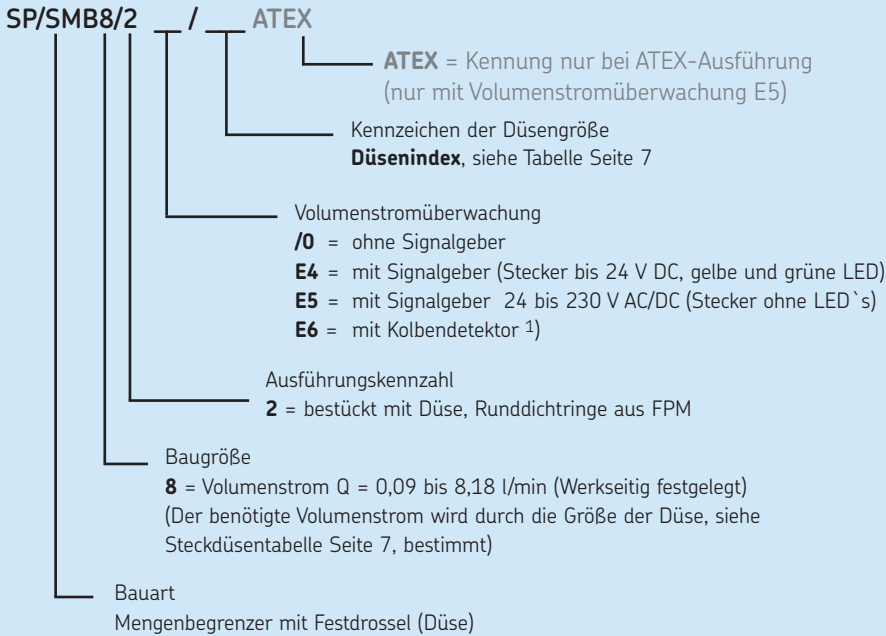 SP/SMB8/2 __ / __ ATEX
ATEX = Kennung nur bei ATEX-Ausführung
(nur mit Volumenstromüberwachung E5)
Kennzeichen der Düsengröße
Düsenindex, siehe Tabelle Seite 7
Volumenstromüberwachung
/0 = ohne Signalgeber
E4 = mit Signalgeber (Stecker bis 24 V DC, gelbe und grüne LED)
E5 = mit Signalgeber 24 bis 230 V AC/DC (Stecker ohne LED`s)
E6 = mit Kolbendetektor 1)
Ausführungskennzahl
2 = bestückt mit Düse, Runddichtringe aus FPM
Baugröße
8 = Volumenstrom Q = 0,09 bis 8,18 l/min (Werkseitig festgelegt)
(Der benötigte Volumenstrom wird durch die Größe der Düse, siehe
Steckdüsentabelle Seite 7, bestimmt)
Bauart
Mengenbegrenzer mit Festdrossel (Düse)